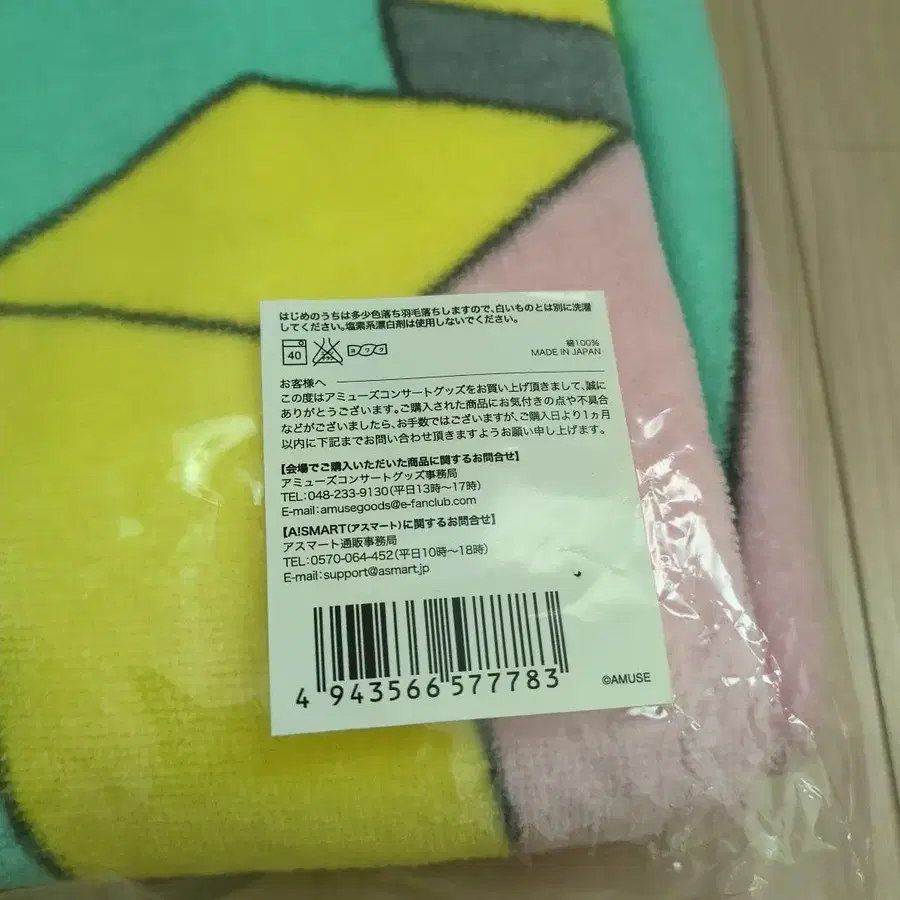 はじめのうちは多少色落ち羽毛落ちしますので、白いものとは別に洗濯
してください。塩素系漂白剤は使用しないでください。
40
ヨワク
綿100%
MADE IN JAPAN
お客様へ
この度はアミューズコンサートグッズをお買い上げ頂きまして、誠に
ありがとうございます。ご購入された商品にお気付きの点や不具合
などがございましたら、お手数ではございますが、ご購入日より1ヵ月
以内に下記までお問い合わせ頂きますようお願い申し上げます。
【会場でご購入いただいた商品に関するお問合せ】
アミューズコンサートグッズ事務局
TEL:048-233-9130(平日13時〜17時)
E-mail:amusegoods@e-fanclub.com
【A!SMART(アスマート)に関するお問合せ】
アスマート通販事務局
TEL:0570-064-452(平日10時〜18時)
E-mail:support@asmart.jp
4 943566 577783
©AMUSE